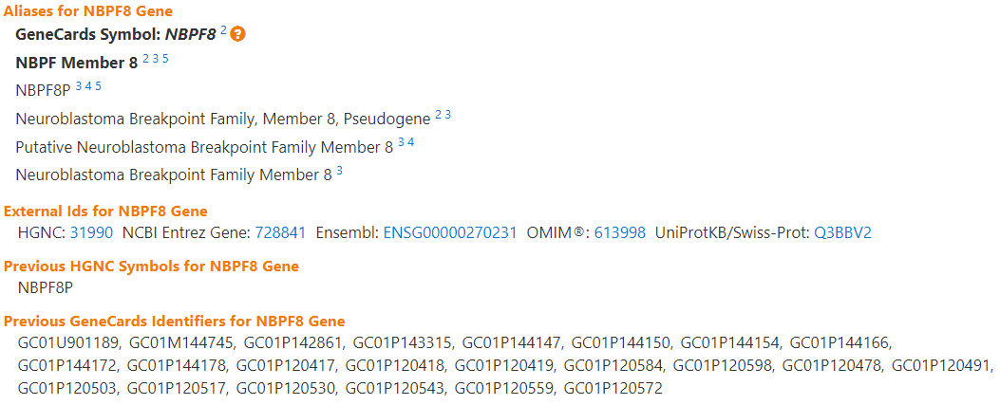 Aliases for NBPF8 Gene
GeneCards Symbol: NBPF8 2 ?
NBPF Member 8 2 3 5
NBPF8P 3 4 5
Neuroblastoma Breakpoint Family, Member 8, Pseudogene 2 3
Putative Neuroblastoma Breakpoint Family Member 8 3 4
Neuroblastoma Breakpoint Family Member 8 3
External Ids for NBPF8 Gene
HGNC: 31990 NCBI Entrez Gene: 728841 Ensembl: ENSG00000270231 OMIM®: 613998 UniProtKB/Swiss-Prot: Q3BBV2
Previous HGNC Symbols for NBPF8 Gene
NBPF8P
Previous GeneCards Identifiers for NBPF8 Gene
GC01U901189, GC01M144745, GC01P142861, GC01P143315, GC01P144147, GC01P144150, GC01P144154, GC01P144166,
GC01P144172, GC01P144178, GC01P120417, GC01P120418, GC01P120419, GC01P120584, GC01P120598, GC01P120478, GC01P120491,
GC01P120503, GC01P120517, GC01P120530, GC01P120543, GC01P120559, GC01P120572